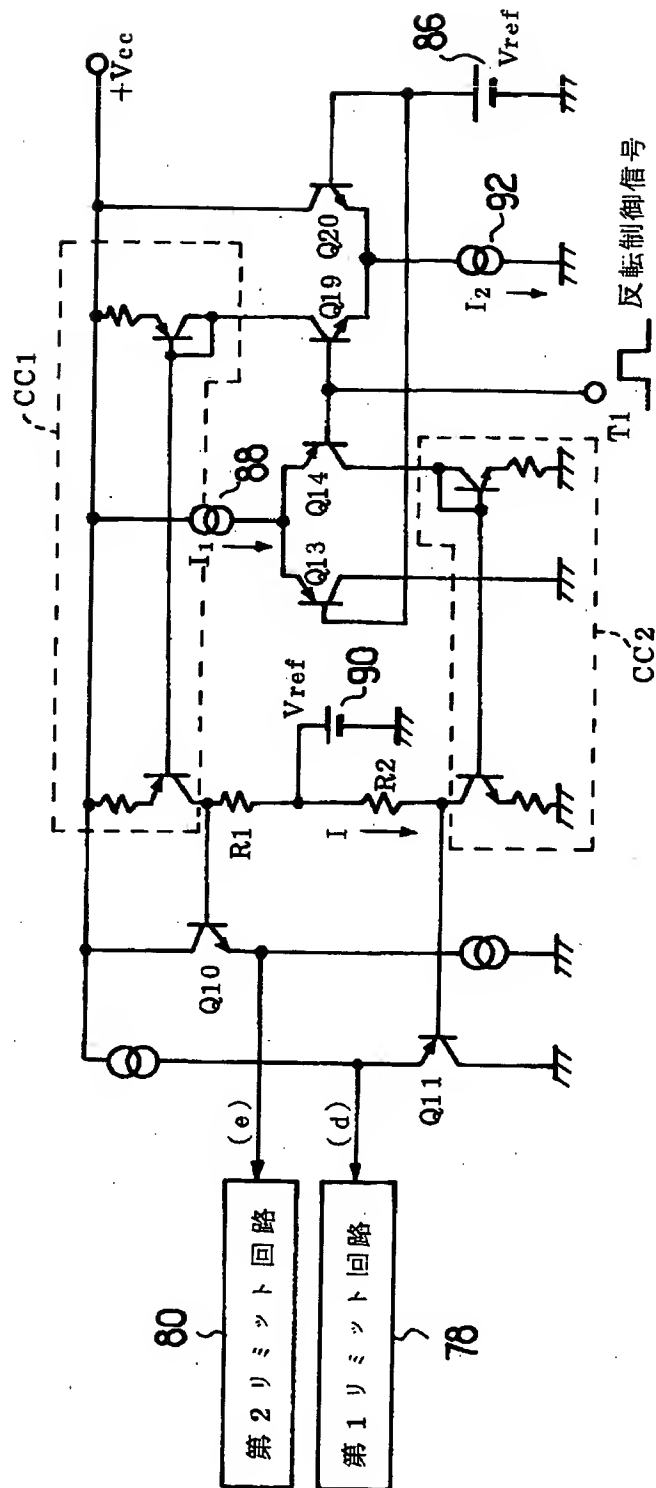 CC1
+Vcc
I1
88
Q13
Q14
Q19
Q20
86
Vref
I2
92
T1
反転制御信号
Vref
90
R1
I
R2
CC2
Q10
Q11
(e)
(d)
80
第2リミット回路
第1リミット回路
78